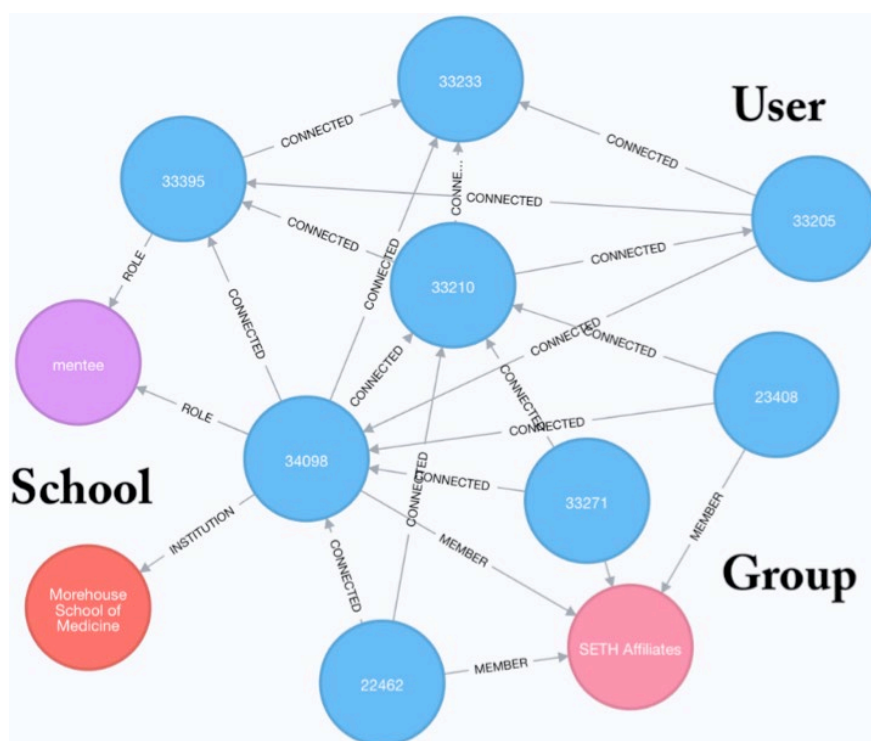 33233
User
CONNECTED
CONNECTED
33395
CONNE...
CONNECTED
33205
CONNECTED
CONNECTED
ROLE
CONNECTED
33210
CONNECTED
CONNECTED
CONNECTED
mentee
CONNECTED
CONNECTED
23408
ROLE
CONNECTED
34098
CONNECTED
School
CONNECTED
33271
INSTITUTION
CONNECTED
MEMBER
MEMBER
CONNECTED
Group
Morehouse
School of
Medicine
SETH Affiliates
MEMBER
22462